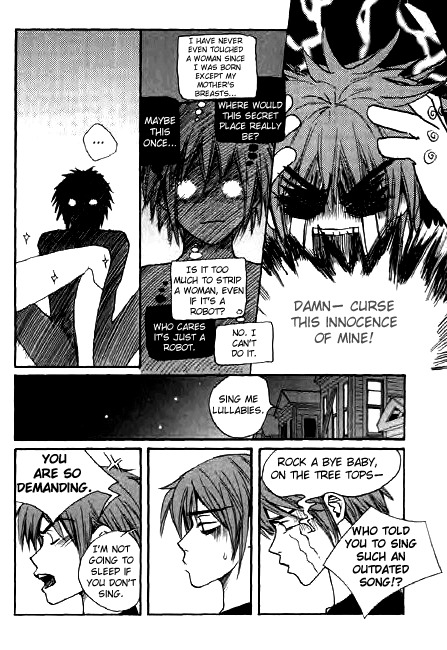 ...
I HAVE NEVER
EVEN TOUCHED
A WOMAN SINCE
I WAS BORN
EXCEPT MY
MOTHER'S
BREASTS...
WHERE WOULD
THIS SECRET
PLACE REALLY
BE?
MAYBE
THIS
ONCE...
IS IT TOO
MUCH TO STRIP
A WOMAN, EVEN
IF IT'S A
ROBOT?
WHO CARES
IT'S JUST A
ROBOT.
NO. I
CAN'T
DO IT.
DAMN— CURSE
THIS INNOCENCE
OF MINE!
SING ME
LULLABIES.
YOU
ARE SO
DEMANDING.
I'M NOT
GOING TO
SLEEP IF
YOU DON'T
SING.
ROCK A BYE BABY,
ON THE TREE TOPS—
WHO TOLD
YOU TO SING
SUCH AN
OUTDATED
SONG!?